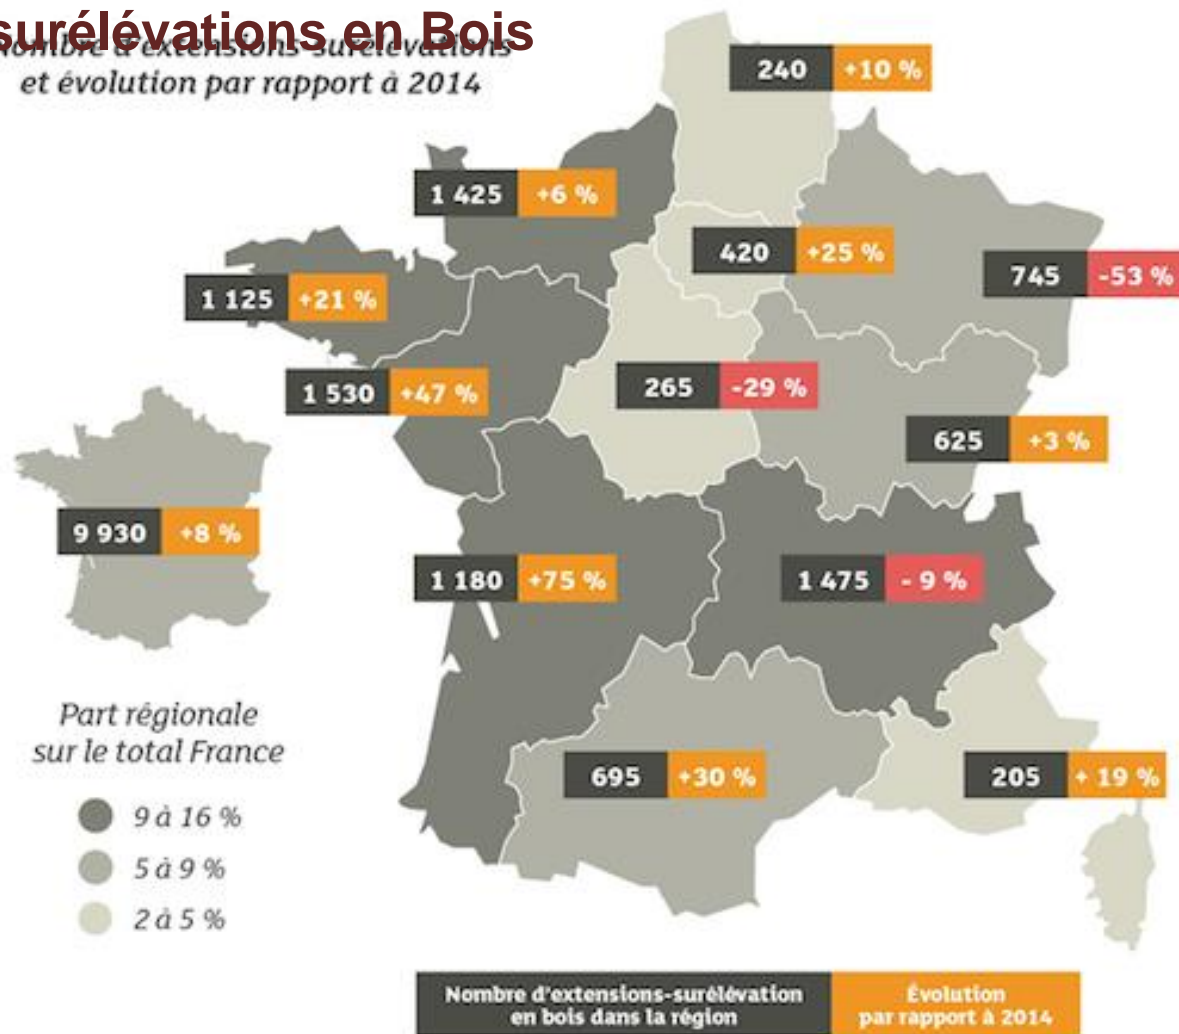 surélévations en Bois
Nombre d'extensions-surélévations
et évolution par rapport à 2014
240 +10 %
1 425 +6 %
420 +25 %
745 -53 %
1 125 +21 %
1 530 +47 %
265 -29 %
625 +3 %
9 930 +8 %
1 180 +75 %
1 475 - 9 %
695 +30 %
205 + 19 %
Part régionale
sur le total France
9 à 16 %
5 à 9 %
2 à 5 %
Nombre d'extensions-surélévation
en bois dans la région
Évolution
par rapport à 2014